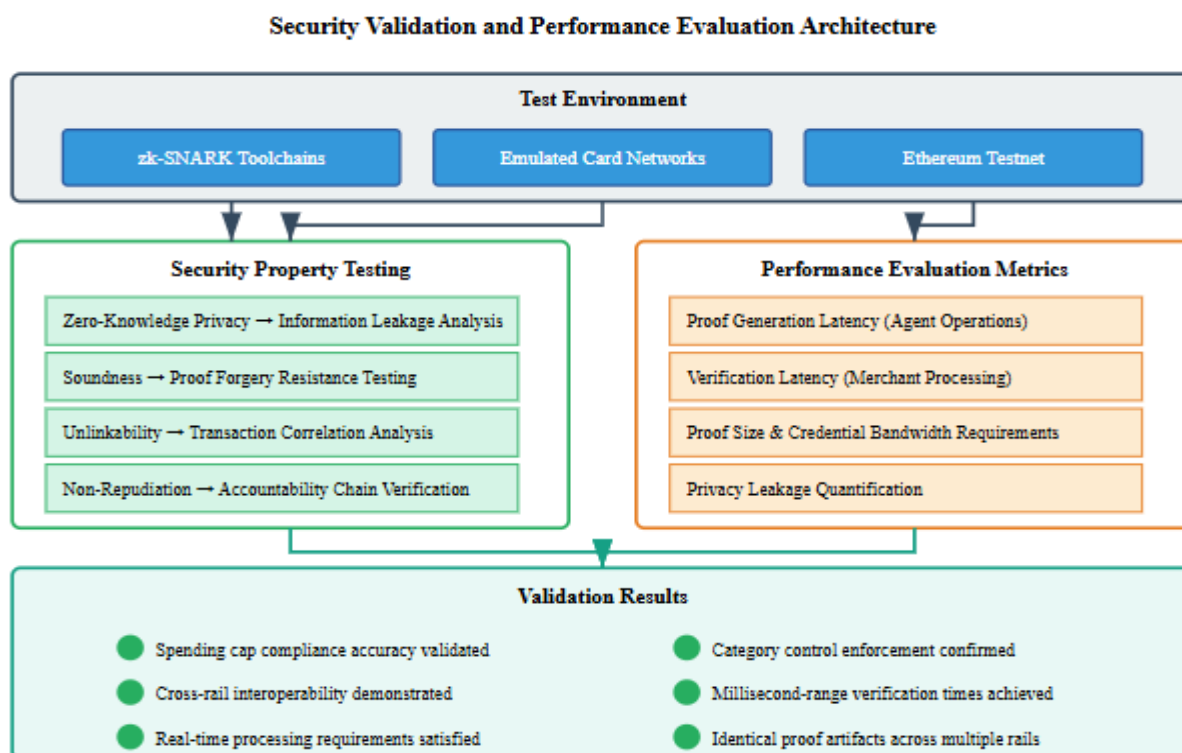 Security Validation and Performance Evaluation Architecture
Test Environment
zk-SNARK Toolchains
Emulated Card Networks
Ethereum Testnet
Security Property Testing
Zero-Knowledge Privacy → Information Leakage Analysis
Soundness → Proof Forgery Resistance Testing
Unlinkability → Transaction Correlation Analysis
Non-Repudiation → Accountability Chain Verification
Performance Evaluation Metrics
Proof Generation Latency (Agent Operations)
Verification Latency (Merchant Processing)
Proof Size & Credential Bandwidth Requirements
Privacy Leakage Quantification
Validation Results
Spending cap compliance accuracy validated
Cross-rail interoperability demonstrated
Real-time processing requirements satisfied
Category control enforcement confirmed
Millisecond-range verification times achieved
Identical proof artifacts across multiple rails